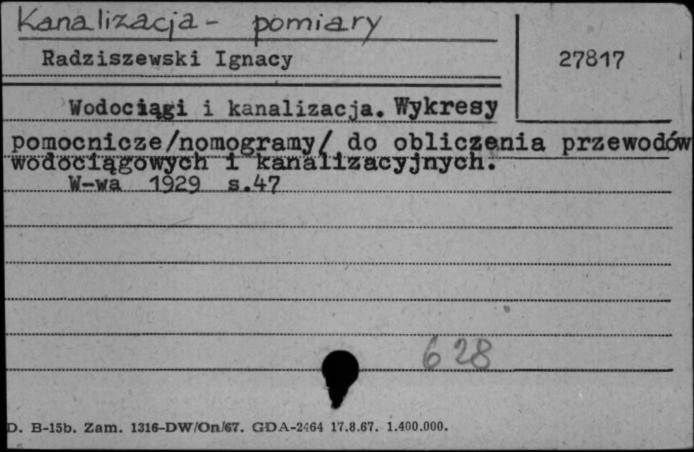 Kanalizacja - pomiary
Radziszewski Ignacy
27817
Wodociągi i kanalizacja. Wykresy
pomocnicze/nomogramy/ do obliczenia przewodów
wodociągowych i kanalizacyjnych.
W-wa 1929 s.47
628
D. B-15b. Zam. 1316-DW/On/67. GDA-2464 17.8.67. 1.400.000.